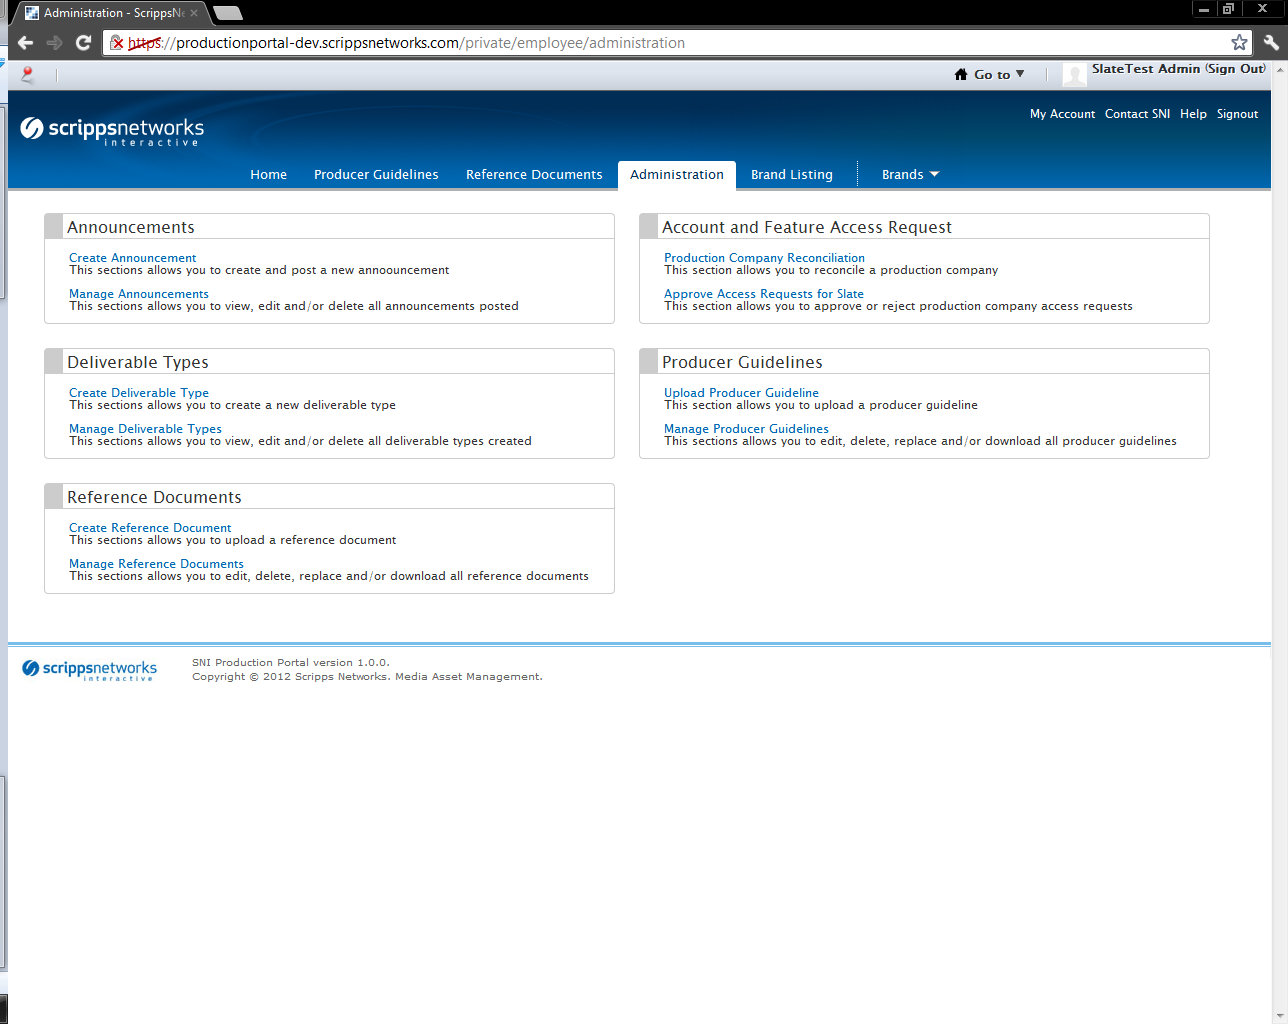 Administration - ScrippsNe
https://productionportal-dev.scrippsnetworks.com/private/employee/administration
Go to
SlateTest Admin (Sign Out)
scrippsnetworks
interactive
My Account Contact SNI Help Signout
Home Producer Guidelines Reference Documents Administration Brand Listing Brands
Announcements
Create Announcement
This sections allows you to create and post a new annoouncement
Manage Announcements
This sections allows you to view, edit and/or delete all announcements posted
Account and Feature Access Request
Production Company Reconciliation
This section allows you to reconcile a production company
Approve Access Requests for Slate
This section allows you to approve or reject production company access requests
Deliverable Types
Create Deliverable Type
This sections allows you to create a new deliverable type
Manage Deliverable Types
This sections allows you to view, edit and/or delete all deliverable types created
Producer Guidelines
Upload Producer Guideline
This section allows you to upload a producer guideline
Manage Producer Guidelines
This sections allows you to edit, delete, replace and/or download all producer guidelines
Reference Documents
Create Reference Document
This sections allows you to upload a reference document
Manage Reference Documents
This sections allows you to edit, delete, replace and/or download all reference documents
scrippsnetworks
interactive
SNI Production Portal version 1.0.0.
Copyright © 2012 Scripps Networks. Media Asset Management.